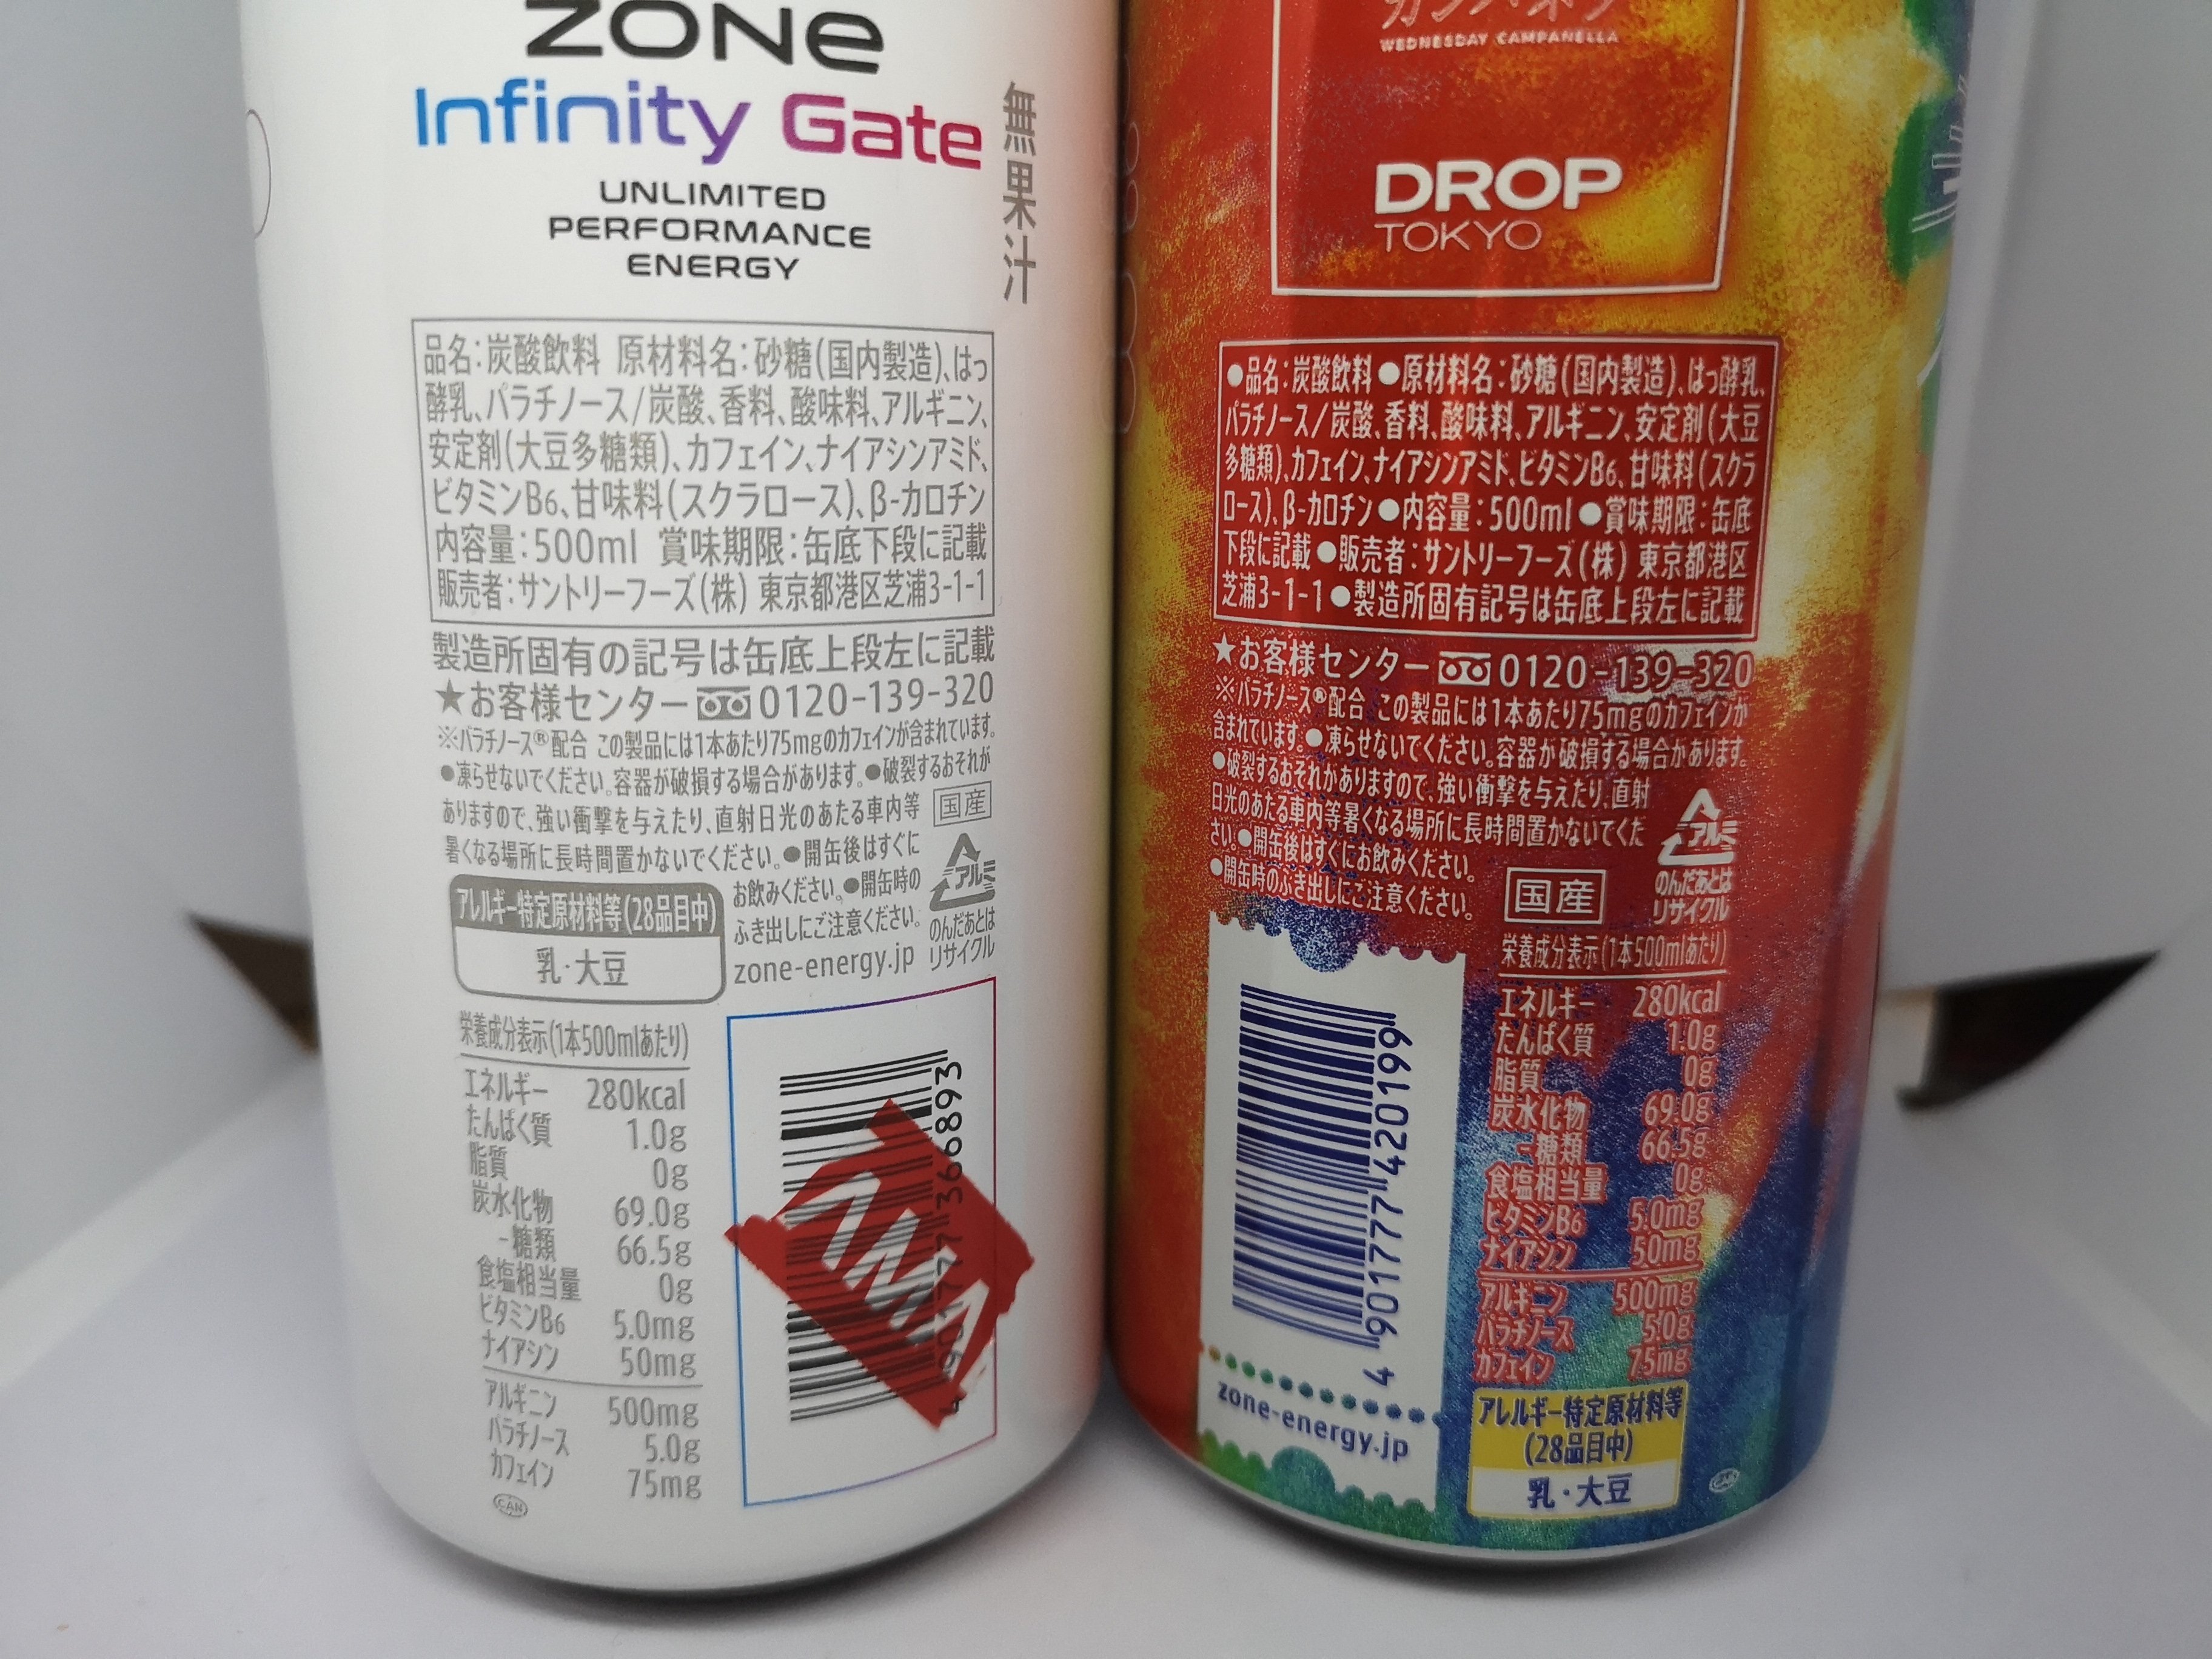 ZONe
Infinity Gate
UNLIMITED
PERFORMANCE
ENERGY
無果汁
品名：炭酸飲料 原材料名：砂糖（国内製造）、はっ
酵乳、パラチノース/炭酸、香料、酸味料、アルギニン、
安定剤（大豆多糖類）、カフェイン、ナイアシンアミド、
ビタミンB6、甘味料（スクラロース）、β-カロチン
内容量：500ml 賞味期限：缶底下段に記載
販売者：サントリーフーズ（株） 東京都港区芝浦3-1-1
製造所固有の記号は缶底上段左に記載
★お客様センター 0120-139-320
※パラチノース®配合 この製品には1本あたり75mgのカフェインが含まれています。
●凍らせないでください。容器が破損する場合があります。●破裂するおそれが
ありますので、強い衝撃を与えたり、直射日光のあたる車内等
暑くなる場所に長時間置かないでください。●開缶後はすぐに
お飲みください。●開缶時の
ふき出しにご注意ください。
zone-energy.jp
国産
アルミ
のんだあとは
リサイクル
アレルギー特定原材料等（28品目中）
乳・大豆
栄養成分表示（1本500mlあたり）
エネルギー 280kcal
たんぱく質 1.0g
脂質 0g
炭水化物 69.0g
-糖類 66.5g
食塩相当量 0g
ビタミンB6 5.0mg
ナイアシン 50mg
アルギニン 500mg
パラチノース 5.0g
カフェイン 75mg
CAN
WEDNESDAY CAMPANELLA
DROP
TOKYO
●品名：炭酸飲料●原材料名：砂糖（国内製造）、はっ酵乳、
パラチノース/炭酸、香料、酸味料、アルギニン、安定剤（大豆
多糖類）、カフェイン、ナイアシンアミド、ビタミンB6、甘味料（スクラ
ロース）、β-カロチン●内容量：500ml●賞味期限：缶底
下段に記載●販売者：サントリーフーズ（株） 東京都港区
芝浦3-1-1●製造所固有記号は缶底上段左に記載
★お客様センター 0120-139-320
※パラチノース®配合 この製品には1本あたり75mgのカフェインが
含まれています。●凍らせないでください。容器が破損する場合があります。
●破裂するおそれがありますので、強い衝撃を与えたり、直射
日光のあたる車内等暑くなる場所に長時間置かないでくだ
さい。●開缶後はすぐにお飲みください。
●開缶時のふき出しにご注意ください。
国産
アルミ
のんだあとは
リサイクル
栄養成分表示（1本500mlあたり）
エネルギー 280kcal
たんぱく質 1.0g
脂質 0g
炭水化物 69.0g
-糖類 66.5g
食塩相当量 0g
ビタミンB6 5.0mg
ナイアシン 50mg
アルギニン 500mg
パラチノース 5.0g
カフェイン 75mg
アレルギー特定原材料等
（28品目中）
乳・大豆
4 901777 420199
zone-energy.jp